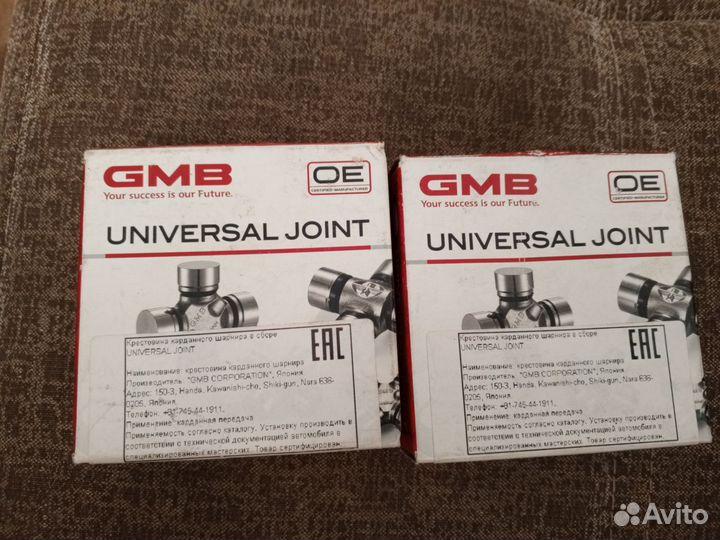 GMB
Your success is our Future.
OE
CERTIFIED MANUFACTURER
UNIVERSAL JOINT
GMB
Крестовина карданного шарнира в сборе
UNIVERSAL JOINT
EAC
Наименование: крестовина карданного шарнира
Производитель: "GMB CORPORATION", Япония
Адрес: 150-3, Handa, Kawanishi-cho, Shiki-gun, Nara 636-
0205, Япония.
Телефон: +81-745-44-1911.
Применение: карданная передача
Применяемость согласно каталогу. Установку производить в
соответствии с технической документацией автомобиля в
специализированных мастерских. Товар сертифицирован.
GMB
Your success is our Future.
OE
CERTIFIED MANUFACTURER
UNIVERSAL JOINT
GMB
Крестовина карданного шарнира в сборе
UNIVERSAL JOINT
EAC
Наименование: крестовина карданного шарнира
Производитель: "GMB CORPORATION", Япония
Адрес: 150-3, Handa, Kawanishi-cho, Shiki-gun, Nara 636-
0205, Япония.
Телефон: +81-745-44-1911.
Применение: карданная передача
Применяемость согласно каталогу. Установку производить в
соответствии с технической документацией автомобиля в
специализированных мастерских. Товар сертифицирован.
Avito